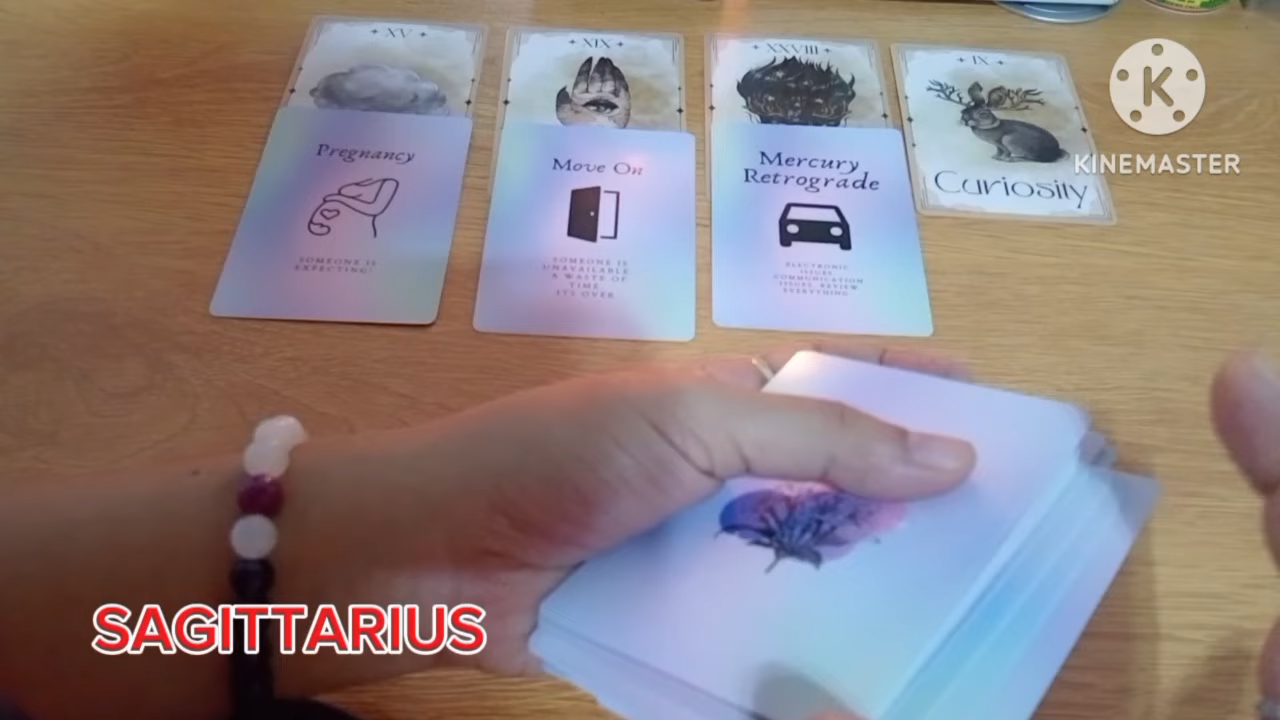 XV
XIX
XXVIII
IX
Curiosity
K
KINEMASTER
Pregnancy
SOMEONE IS
EXPECTING!
Move On
SOMEONE IS
UNAVAILABLE.
A WASTE OF
TIME.
IT'S OVER.
Mercury
Retrograde
ELECTRONIC
ISSUES,
COMMUNICATION
ISSUES, REVIEW
EVERYTHING.
SAGITTARIUS